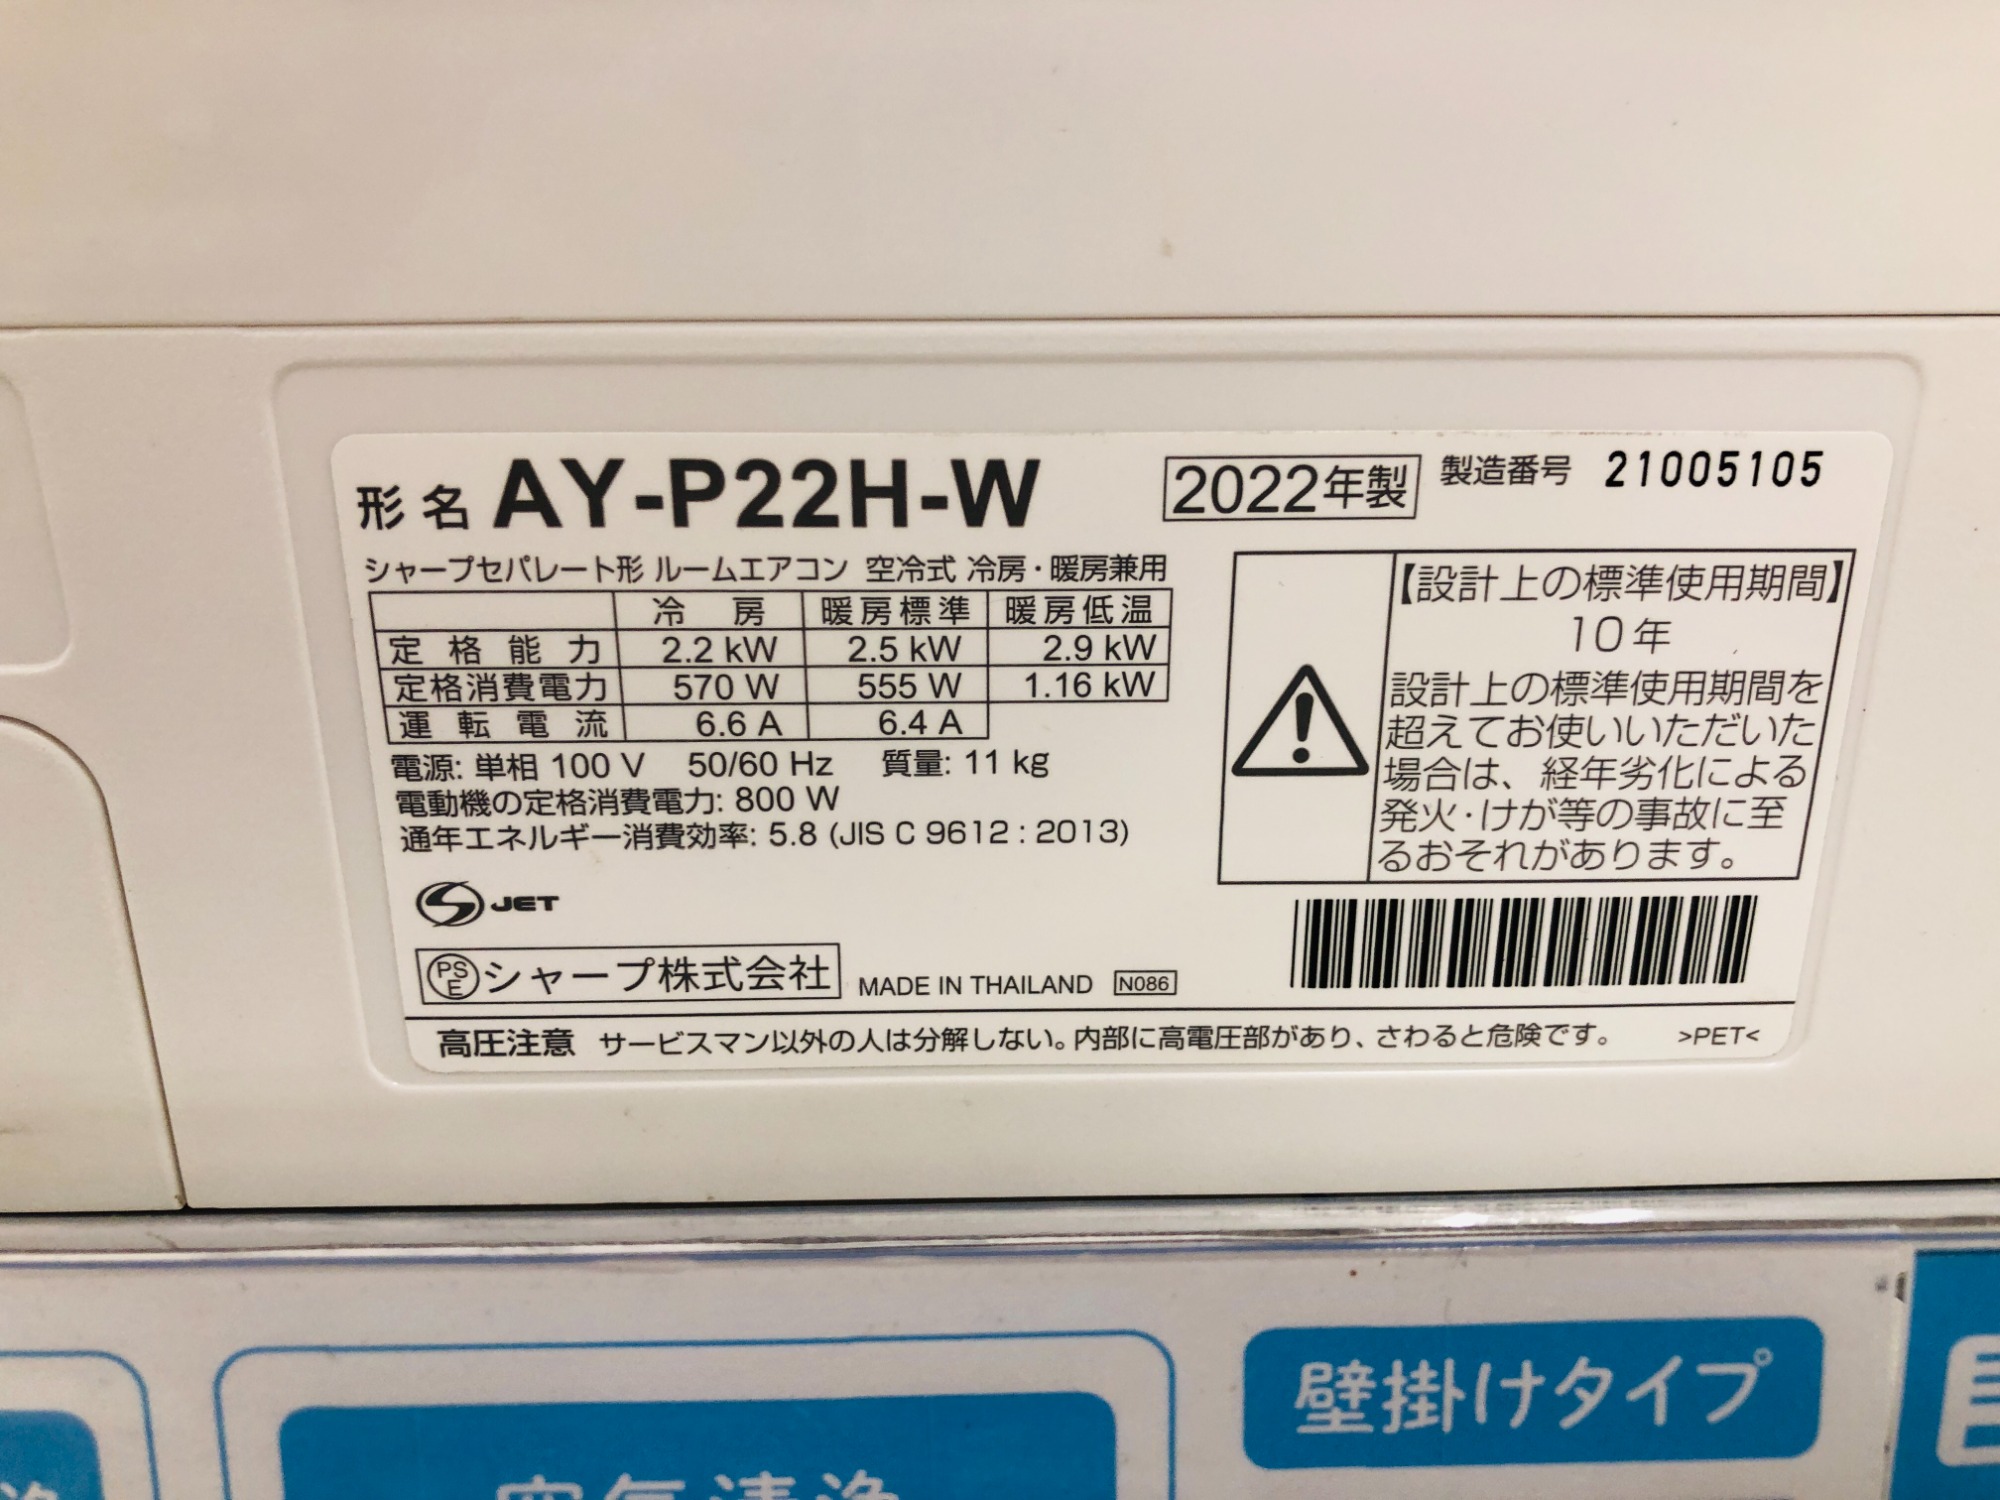 形名 AY-P22H-W
2022年製
製造番号 21005105
シャープセパレート形 ルームエアコン 空冷式 冷房・暖房兼用
冷房 暖房標準 暖房低温
定格能力 2.2 kW 2.5 kW 2.9 kW
定格消費電力 570 W 555 W 1.16 kW
運転電流 6.6 A 6.4 A
電源: 単相 100 V 50/60 Hz 質量: 11 kg
電動機の定格消費電力: 800 W
通年エネルギー消費効率: 5.8 (JIS C 9612 : 2013)
【設計上の標準使用期間】
10年
設計上の標準使用期間を
超えてお使いいただいた
場合は、経年劣化による
発火・けが等の事故に至
るおそれがあります。
S JET
PSE シャープ株式会社 MADE IN THAILAND N086
高圧注意 サービスマン以外の人は分解しない。内部に高電圧部があり、さわると危険です。 >PET<
壁掛けタイプ
空気清浄